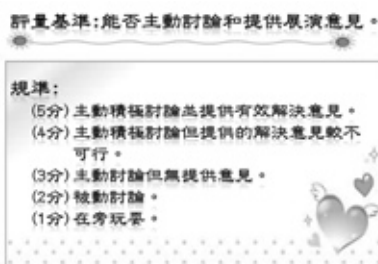 評量基準:能否主動討論和提供展演意見。
規準:
(5分)主動積極討論並提供有效解決意見。
(4分)主動積極討論但提供的解決意見較不
可行。
(3分)主動討論但無提供意見。
(2分)被動討論。
(1分)在旁玩耍。